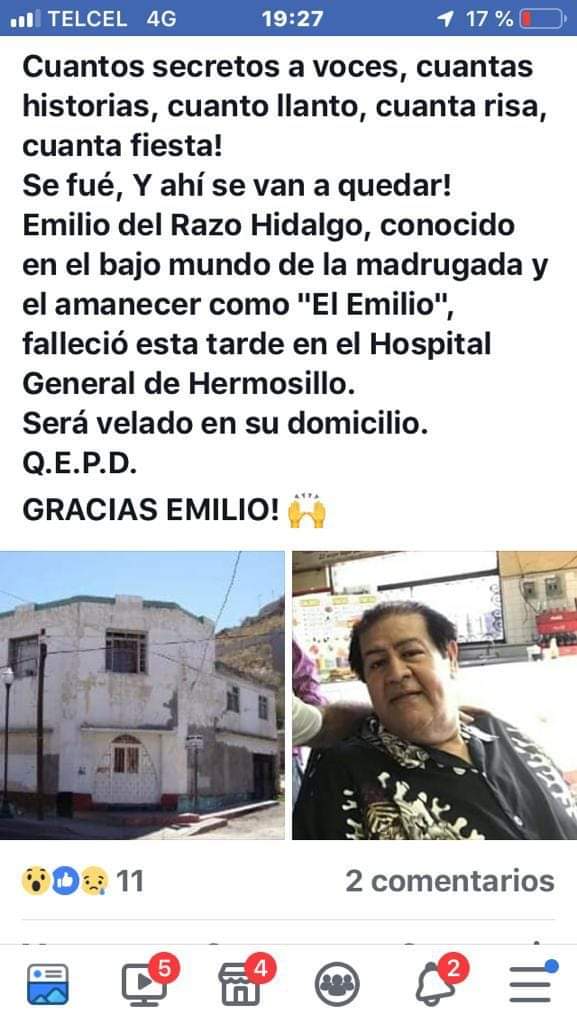 TELCEL 4G 19:27 17 %
Cuantos secretos a voces, cuantas
historias, cuanto llanto, cuanta risa,
cuanta fiesta!
Se fué, Y ahí se van a quedar!
Emilio del Razo Hidalgo, conocido
en el bajo mundo de la madrugada y
el amanecer como "El Emilio",
falleció esta tarde en el Hospital
General de Hermosillo.
Será velado en su domicilio.
Q.E.P.D.
GRACIAS EMILIO! 🙌
11 2 comentarios
5 4 2